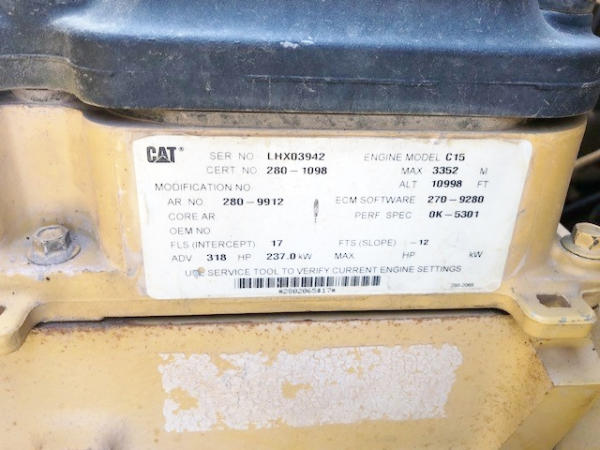 CAT® SER NO LHX03942 ENGINE MODEL C15
CERT NO 280-1098 MAX 3352 M
MODIFICATION NO ALT 10998 FT
AR NO 280-9912 ECM SOFTWARE 270-9280
CORE AR PERF SPEC 0K-5301
OEM NO
FLS (INTERCEPT) 17 FTS (SLOPE) -12
ADV 318 HP 237.0 kW MAX HP kW
USE SERVICE TOOL TO VERIFY CURRENT ENGINE SETTINGS
*2802065#17*